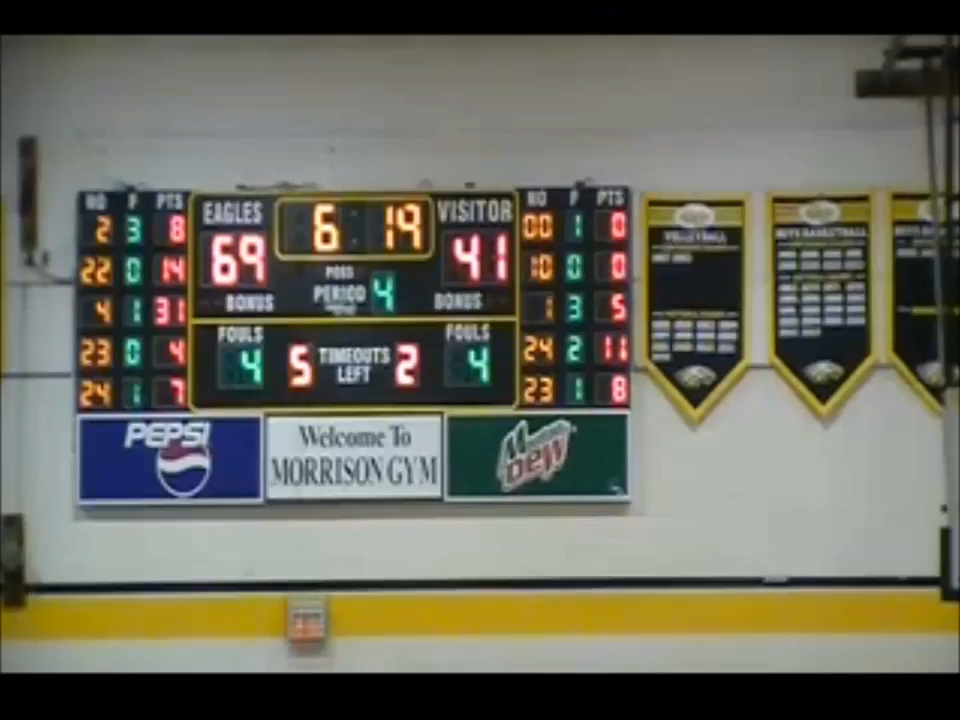 NO P PTS
2 3 8
22 0 14
4 1 31
23 0 4
24 1 7
EAGLES
69
BONUS
6:19
POSS
PERIOD
4
VISITOR
41
BONUS
FOULS
4
5 TIMEOUTS LEFT 2
FOULS
4
NO P PTS
00 1 0
10 0 0
1 3 5
24 2 11
23 1 8
PEPSI
Welcome To
MORRISON GYM
Mountain
Dew
VOLLEYBALL
BOYS BASKETBALL